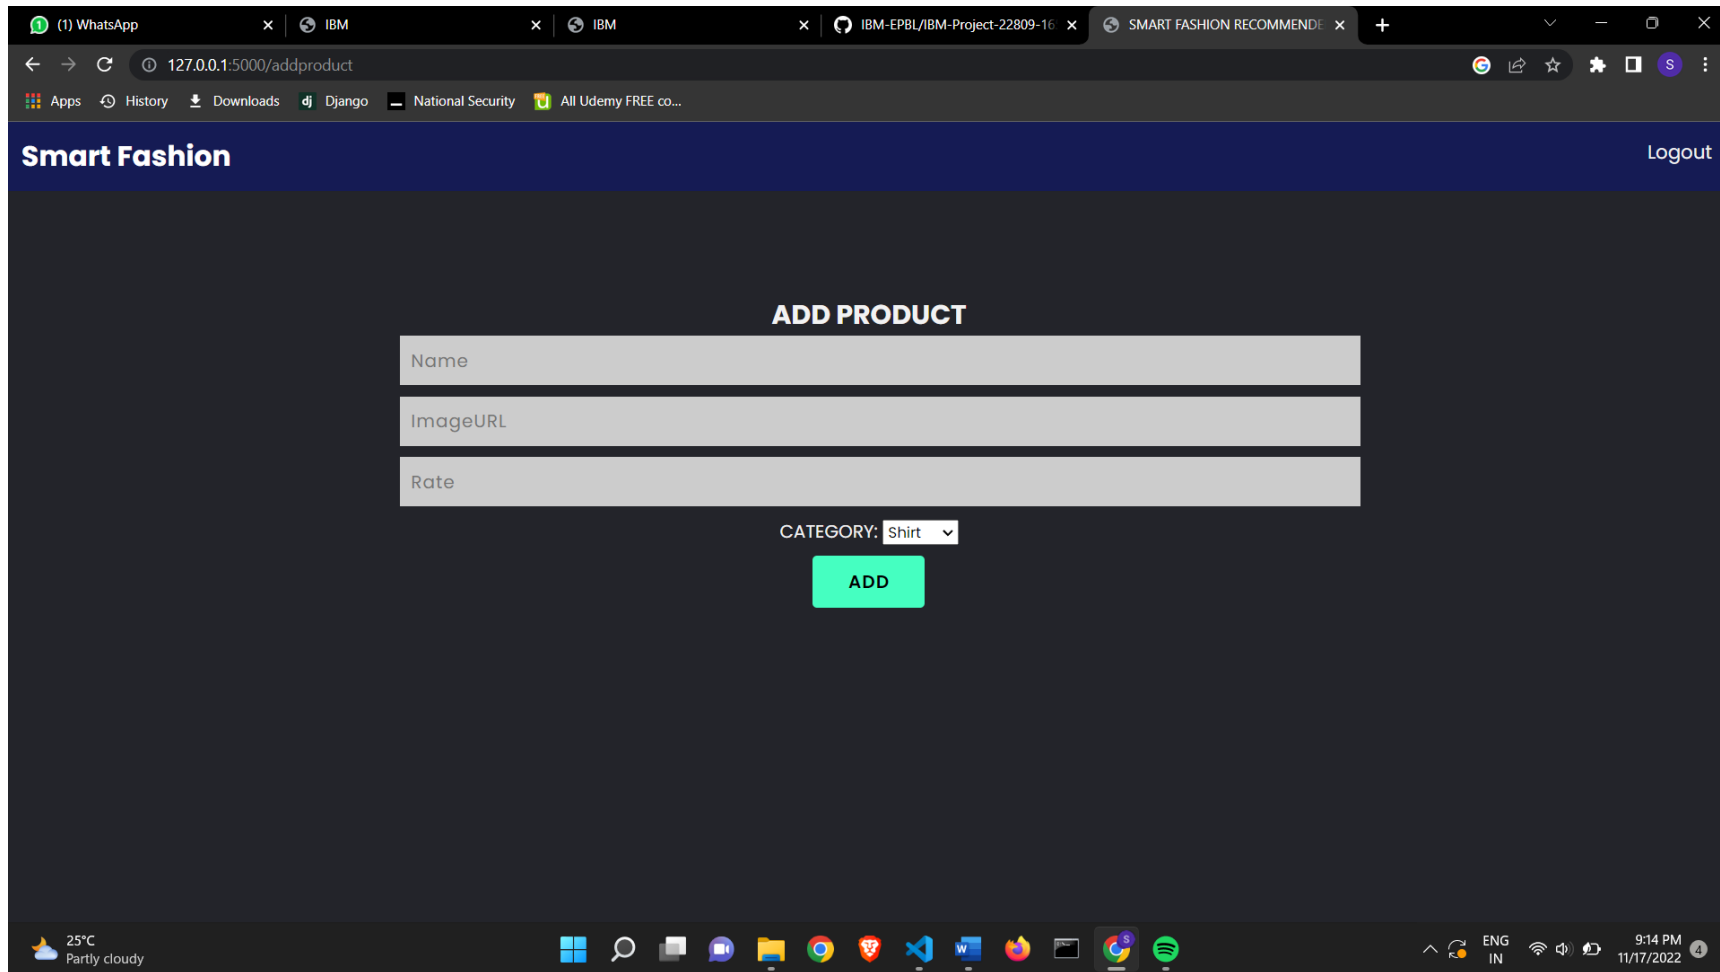 (1) WhatsApp
IBM
IBM
IBM-EPBL/IBM-Project-22809-16
SMART FASHION RECOMMENDE
127.0.0.1:5000/addproduct
S
Apps
History
Downloads
dj Django
National Security
All Udemy FREE co...
Smart Fashion
Logout
ADD PRODUCT
Name
ImageURL
Rate
CATEGORY: Shirt
ADD
25°C
Partly cloudy
ENG
IN
9:14 PM
11/17/2022
4